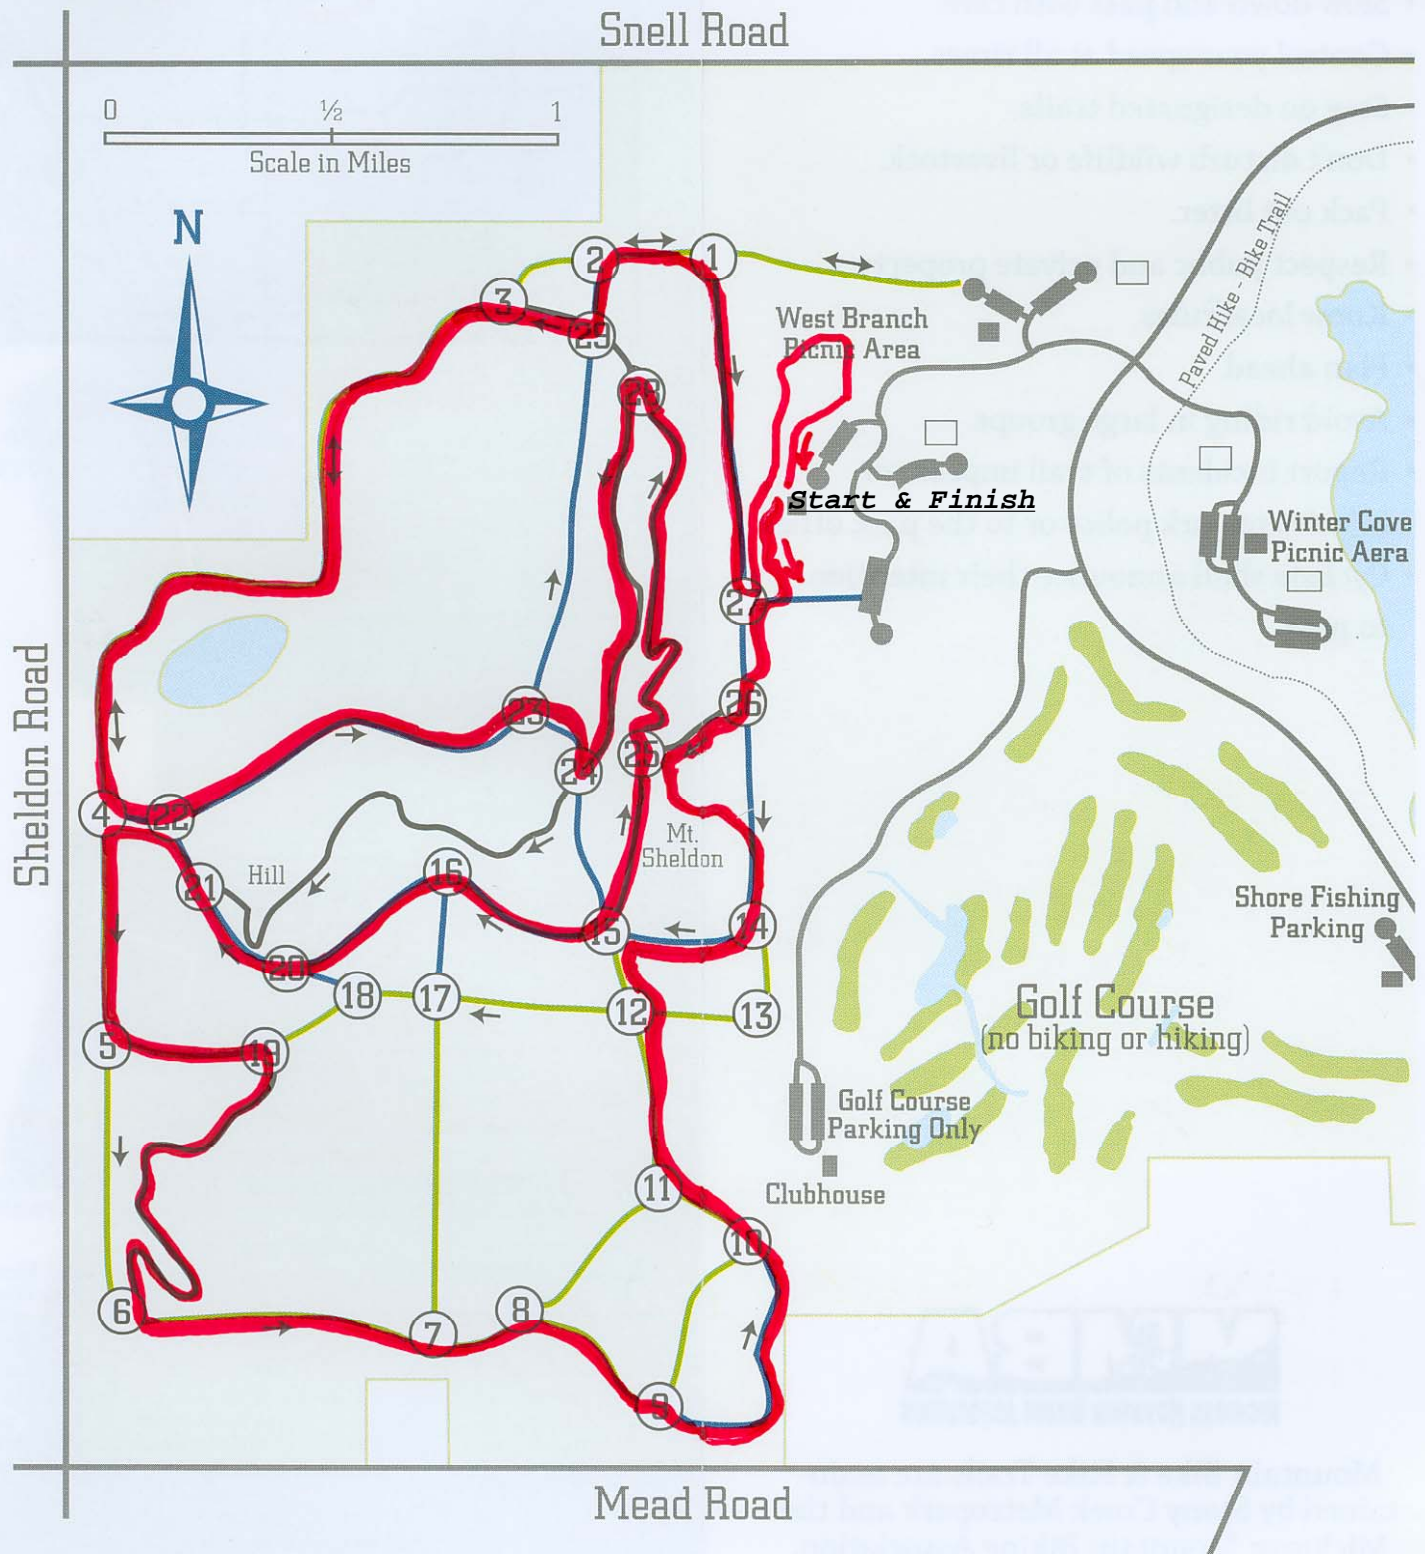 Snell Road
0 ½ 1
Scale in Miles
N
Paved Hike - Bike Trail
2
1
3
West Branch
Picnic Area
29
28
Start & Finish
Winter Cove
Picnic Aera
27
Sheldon Road
26
23
25
24
4
22
Mt.
Sheldon
Hill
16
21
15
14
Shore Fishing
Parking
20
18
17
12
13
Golf Course
(no biking or hiking)
5
19
Golf Course
Parking Only
11
Clubhouse
10
6
8
7
9
Mead Road